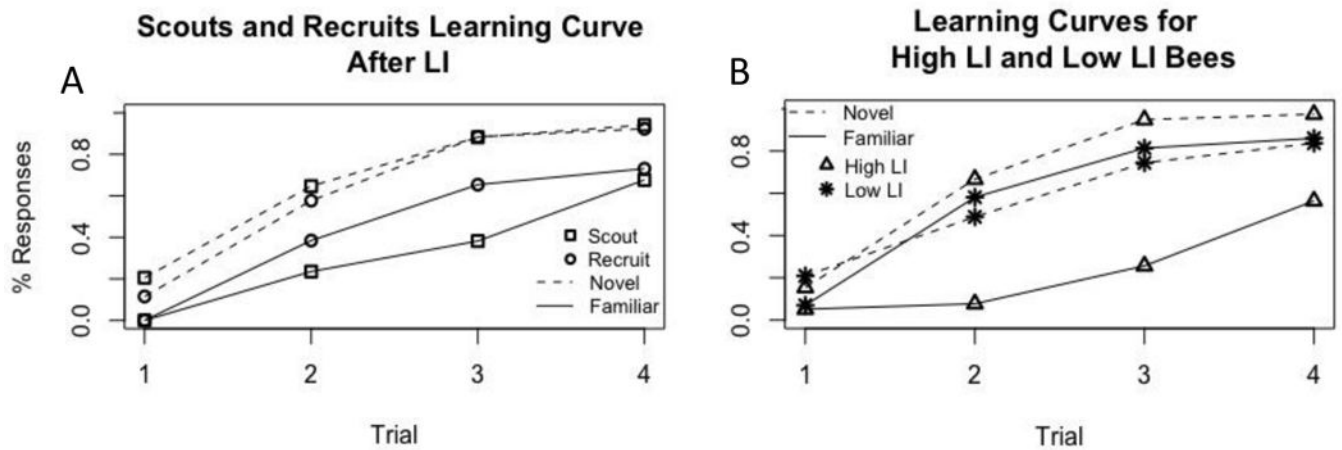 A
Scouts and Recruits Learning Curve
After LI
% Responses
0.8
0.4
0.0
Scout
Recruit
Novel
Familiar
1 2 3 4
Trial
B
Learning Curves for
High LI and Low LI Bees
0.8
0.4
0.0
Novel
Familiar
High LI
Low LI
1 2 3 4
Trial